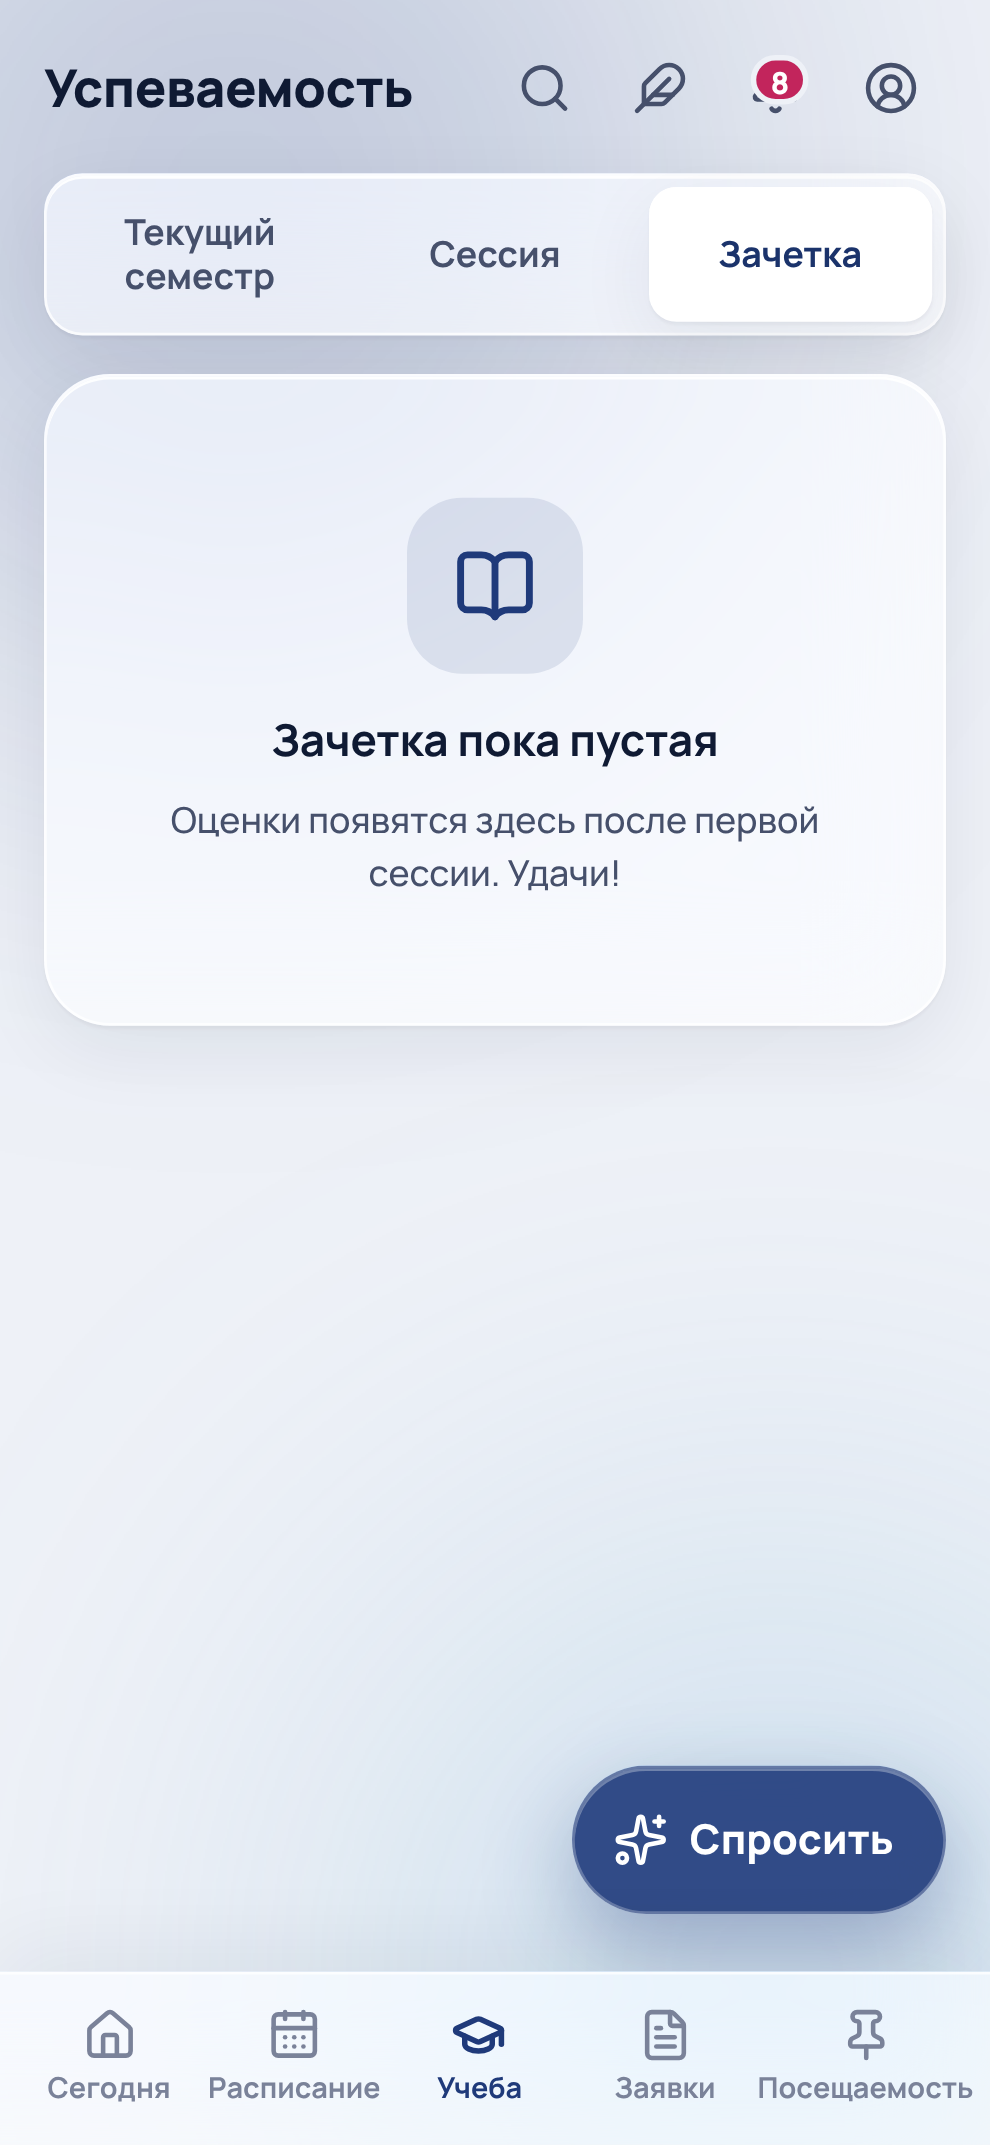 Успеваемость
8
Текущий
семестр
Сессия
Зачетка
Зачетка пока пустая
Оценки появятся здесь после первой
сессии. Удачи!
Спросить
Сегодня
Расписание
Учеба
Заявки
Посещаемость